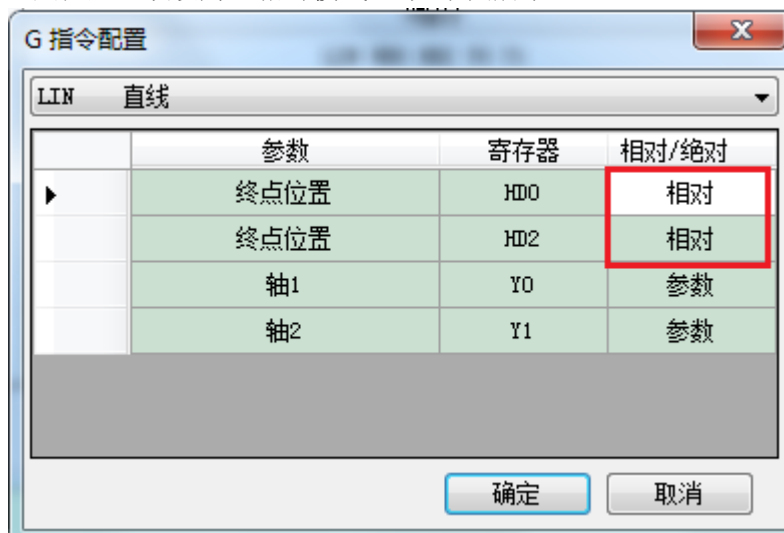 G 指令配置
LIN 直线
参数 寄存器 相对/绝对
终点位置 HD0 相对
终点位置 HD2 相对
轴1 Y0 参数
轴2 Y1 参数
确定 取消